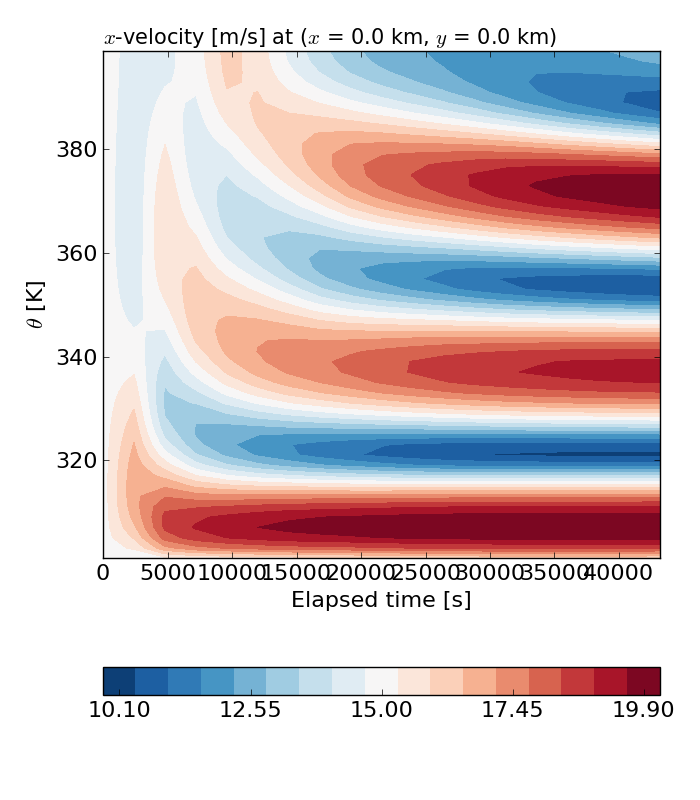 x-velocity [m/s] at (x = 0.0 km, y = 0.0 km)
380
360
340
320
θ [K]
0 5000 10000 15000 20000 25000 30000 35000 40000
Elapsed time [s]
10.10 12.55 15.00 17.45 19.90